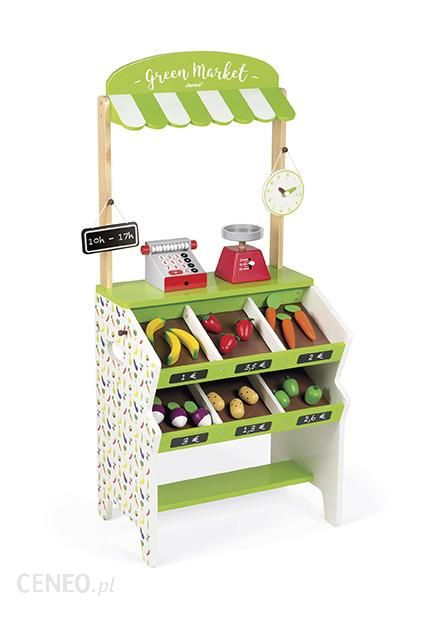 - Green Market -
Janod
10h - 17h
1 €
3,5 €
2 €
3 €
1,3 €
2,6 €
CENEO.pl